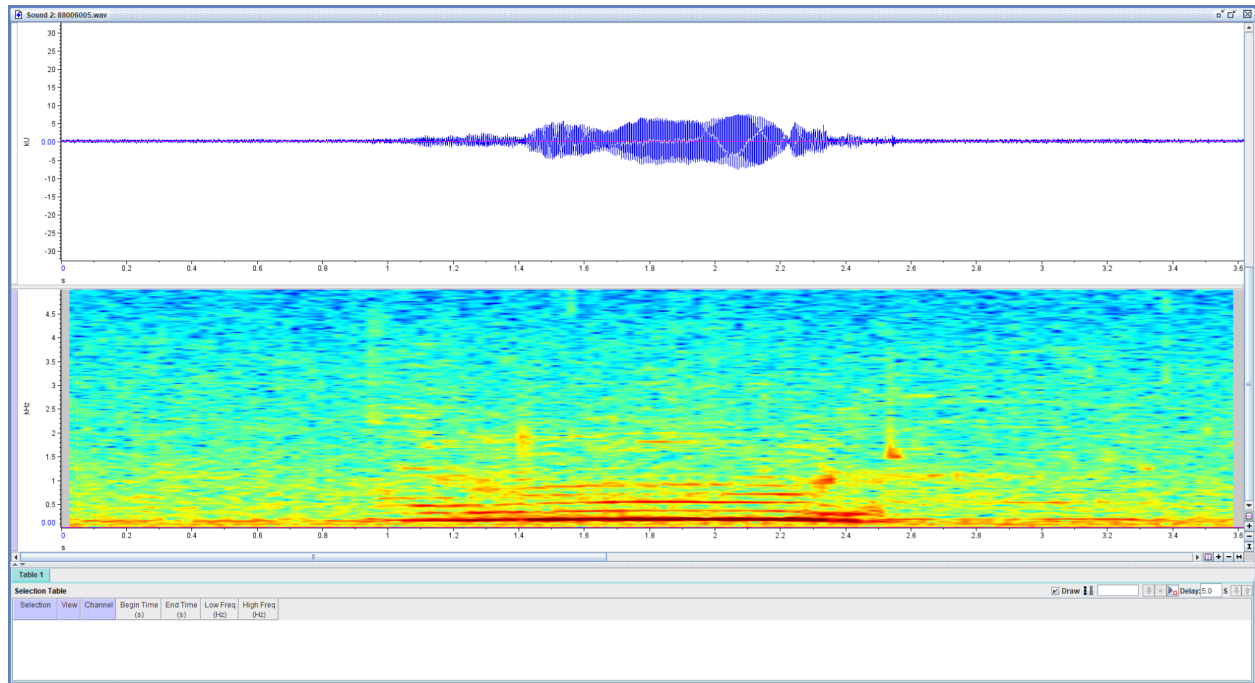 Sound 2: 88006005.wav
30
25
20
15
10
5
0.00
-5
-10
-15
-20
-25
-30
kU
0 0.2 0.4 0.6 0.8 1 1.2 1.4 1.6 1.8 2 2.2 2.4 2.6 2.8 3 3.2 3.4 3.6
s
4.5
4
3.5
3
2.5
2
1.5
1
0.5
0.00
kHz
0 0.2 0.4 0.6 0.8 1 1.2 1.4 1.6 1.8 2 2.2 2.4 2.6 2.8 3 3.2 3.4 3.6
s
Table 1
Selection Table Draw Delay: 5.0 s
Selection View Channel Begin Time (s) End Time (s) Low Freq (Hz) High Freq (Hz)